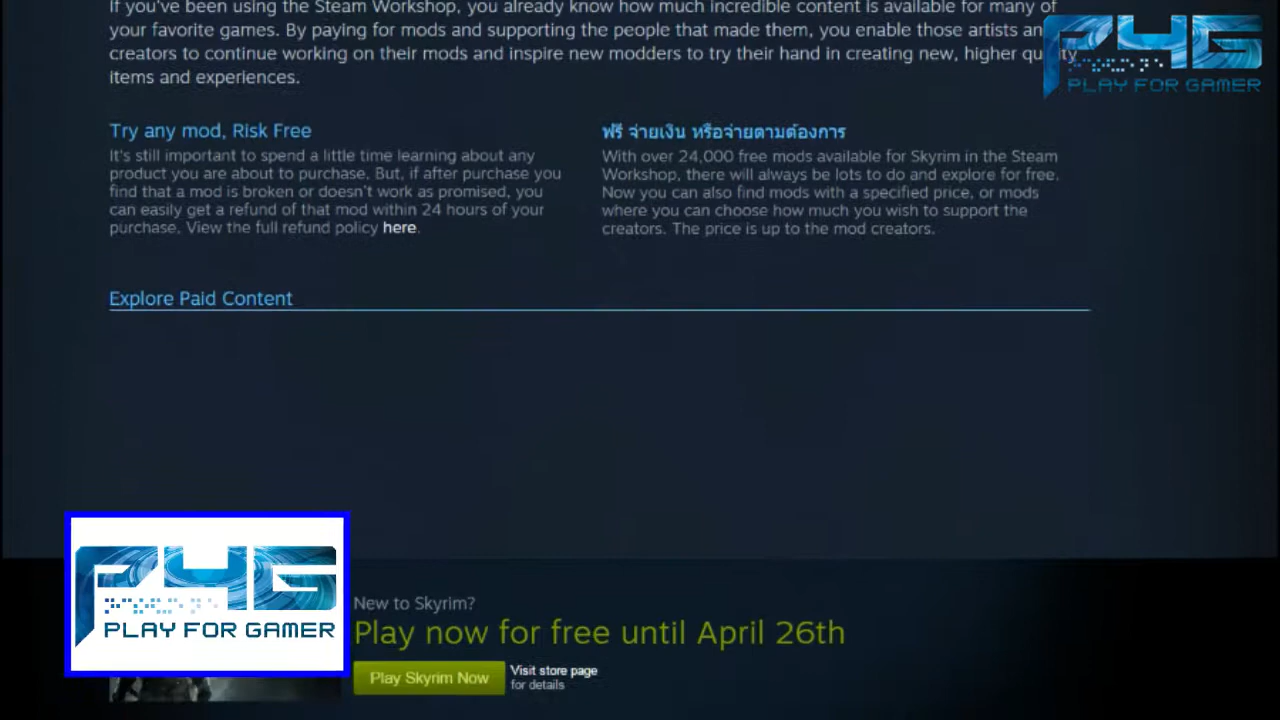 If you've been using the Steam Workshop, you already know how much incredible content is available for many of
your favorite games. By paying for mods and supporting the people that made them, you enable those artists an
creators to continue working on their mods and inspire new modders to try their hand in creating new, higher quality
items and experiences.
P4G
PLAY FOR GAMER
Try any mod, Risk Free
It's still important to spend a little time learning about any
product you are about to purchase. But, if after purchase you
find that a mod is broken or doesn't work as promised, you
can easily get a refund of that mod within 24 hours of your
purchase. View the full refund policy here.
ฟรี จ่ายเงิน หรือจ่ายตามต้องการ
With over 24,000 free mods available for Skyrim in the Steam
Workshop, there will always be lots to do and explore for free.
Now you can also find mods with a specified price, or mods
where you can choose how much you wish to support the
creators. The price is up to the mod creators.
Explore Paid Content
P4G
PLAY FOR GAMER
New to Skyrim?
Play now for free until April 26th
Play Skyrim Now
Visit store page
for details